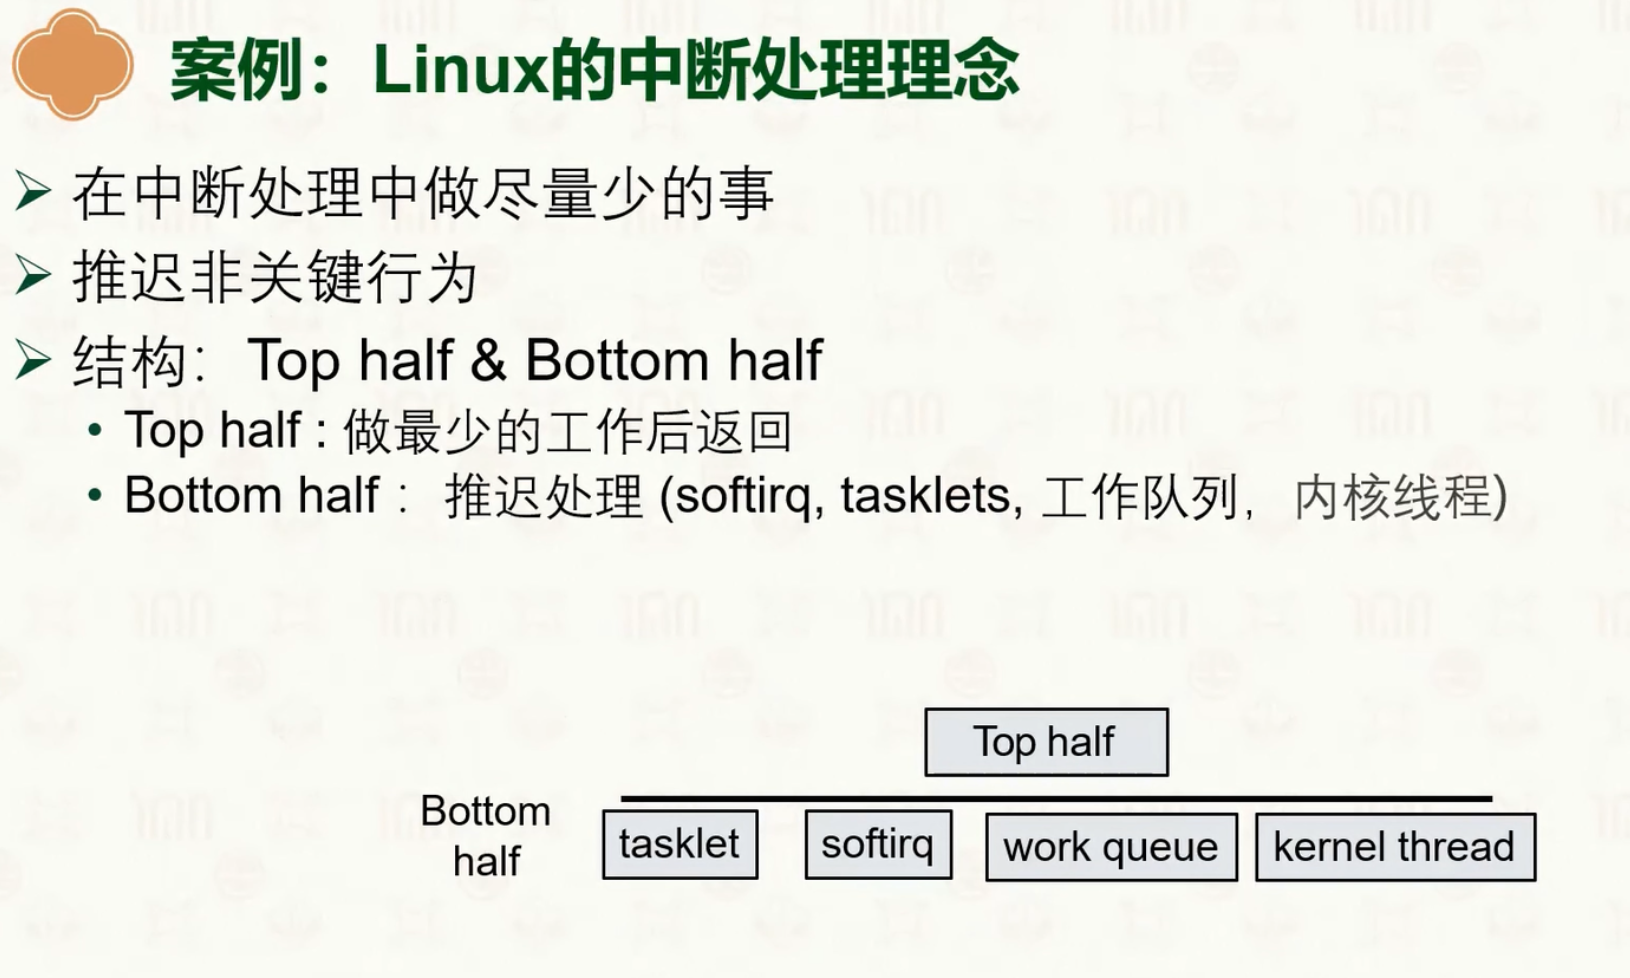 案例：Linux的中断处理理念
在中断处理中做尽量少的事
推迟非关键行为
结构： Top half & Bottom half
Top half : 做最少的工作后返回
Bottom half : 推迟处理 (softirq, tasklets, 工作队列， 内核线程)
Top half
Bottom
half
tasklet
softirq
work queue
kernel thread